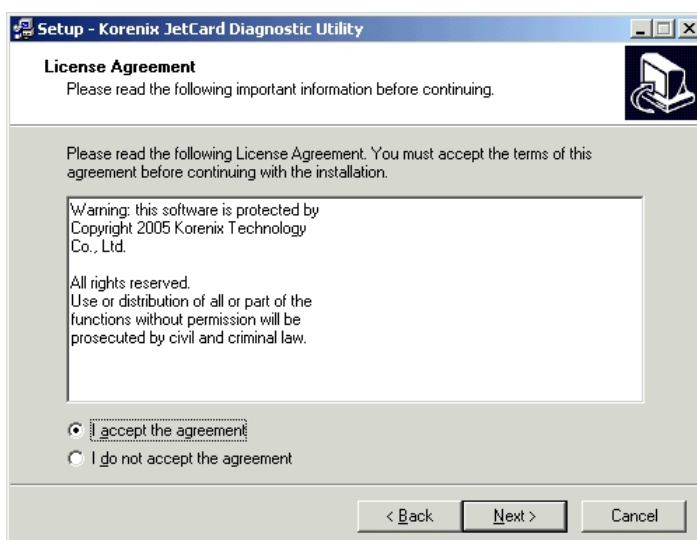 Setup - Korenix JetCard Diagnostic Utility
License Agreement
Please read the following important information before continuing.
Please read the following License Agreement. You must accept the terms of this
agreement before continuing with the installation.
Warning: this software is protected by
Copyright 2005 Korenix Technology
Co., Ltd.
All rights reserved.
Use or distribution of all or part of the
functions without permission will be
prosecuted by civil and criminal law.
I accept the agreement
I do not accept the agreement
< Back
Next >
Cancel